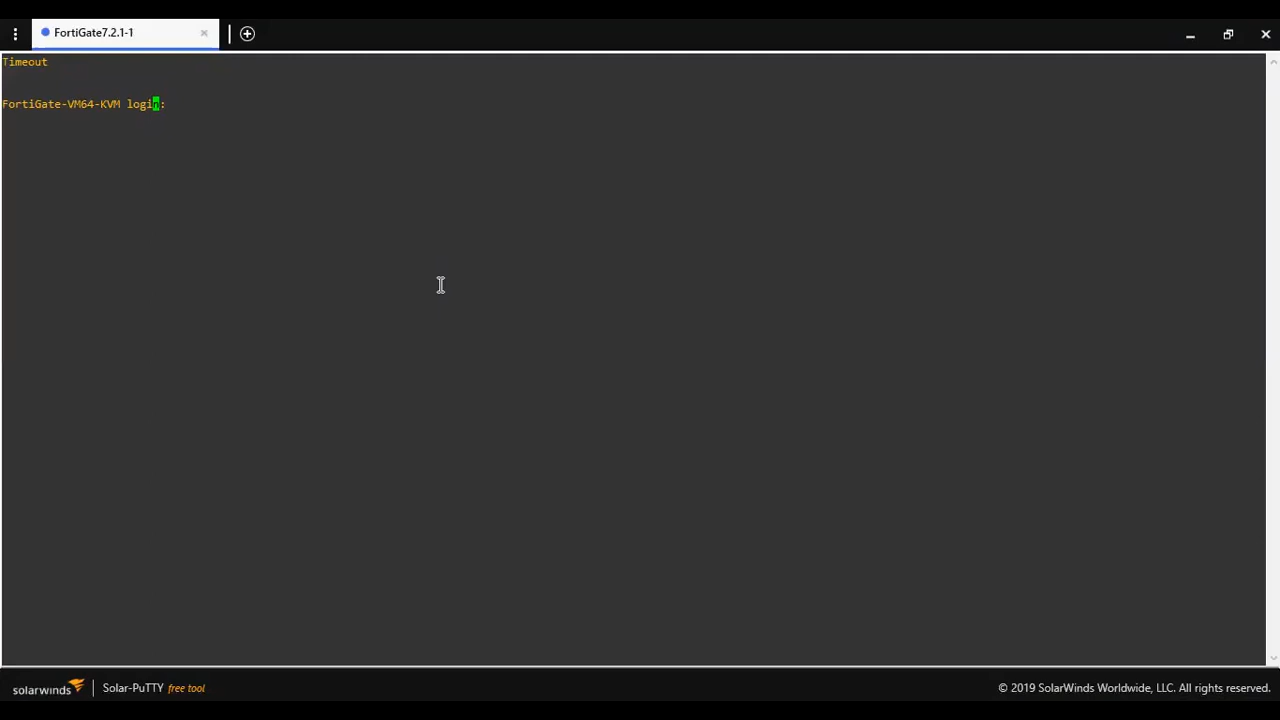 FortiGate7.2.1-1
Timeout
FortiGate-VM64-KVM login:
solarwinds
Solar-PuTTY free tool
© 2019 SolarWinds Worldwide, LLC. All rights reserved.